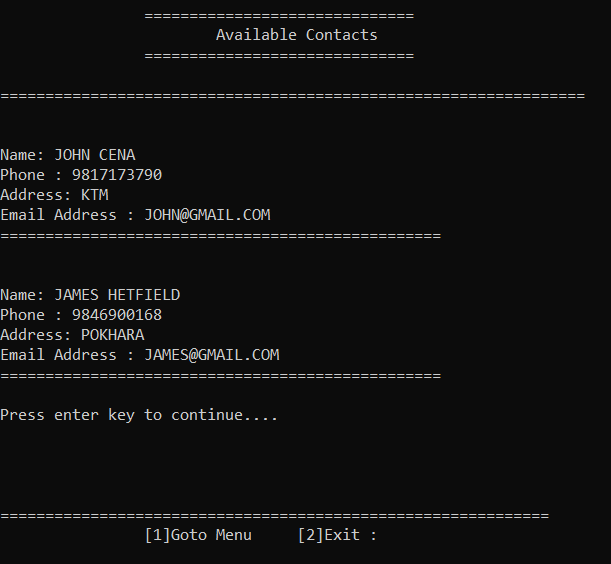 ==============================
Available Contacts
==============================
=================================================================
Name: JOHN CENA
Phone : 9817173790
Address: KTM
Email Address : JOHN@GMAIL.COM
=================================================
Name: JAMES HETFIELD
Phone : 9846900168
Address: POKHARA
Email Address : JAMES@GMAIL.COM
=================================================
Press enter key to continue....
=============================================================
[1]Goto Menu     [2]Exit :